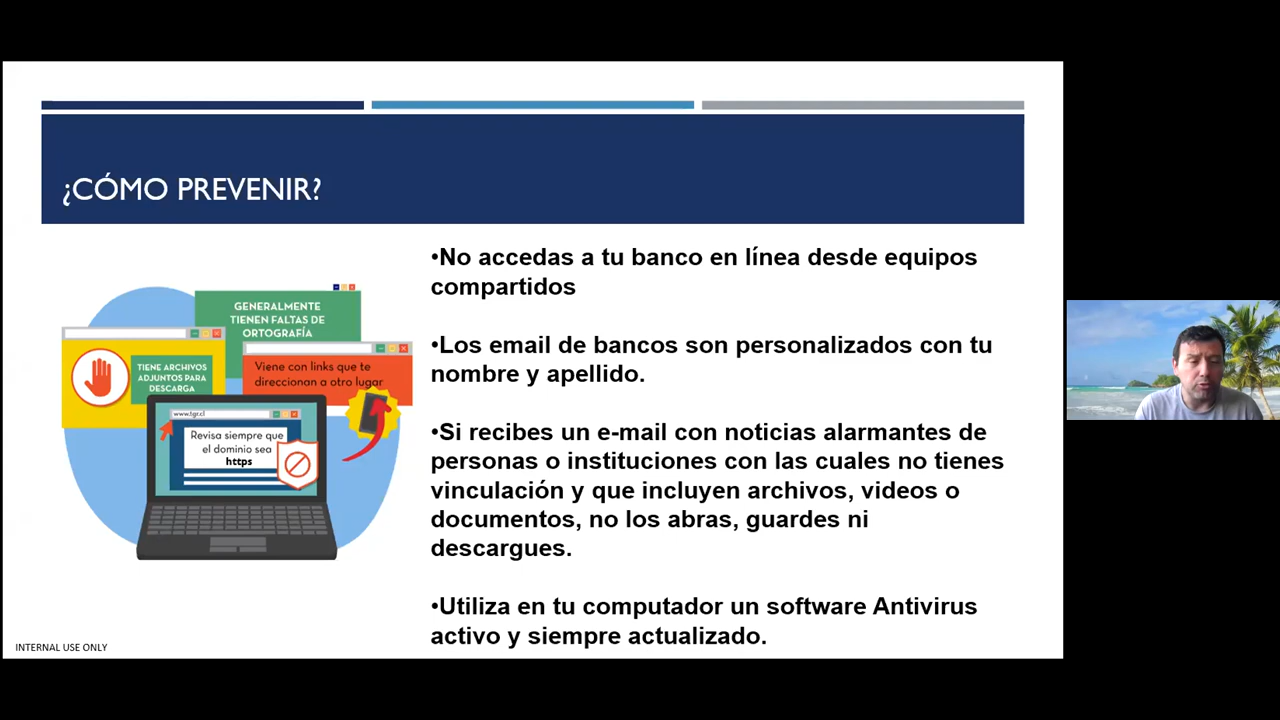 ¿CÓMO PREVENIR?
GENERALMENTE
TIENEN FALTAS DE
ORTOGRAFÍA
TIENE ARCHIVOS
ADJUNTOS PARA
DESCARGA
Viene con links que te
direccionan a otro lugar
www.tgr.cl
Revisa siempre que
el dominio sea
https
•No accedas a tu banco en línea desde equipos
compartidos
•Los email de bancos son personalizados con tu
nombre y apellido.
•Si recibes un e-mail con noticias alarmantes de
personas o instituciones con las cuales no tienes
vinculación y que incluyen archivos, videos o
documentos, no los abras, guardes ni
descargues.
•Utiliza en tu computador un software Antivirus
activo y siempre actualizado.
INTERNAL USE ONLY